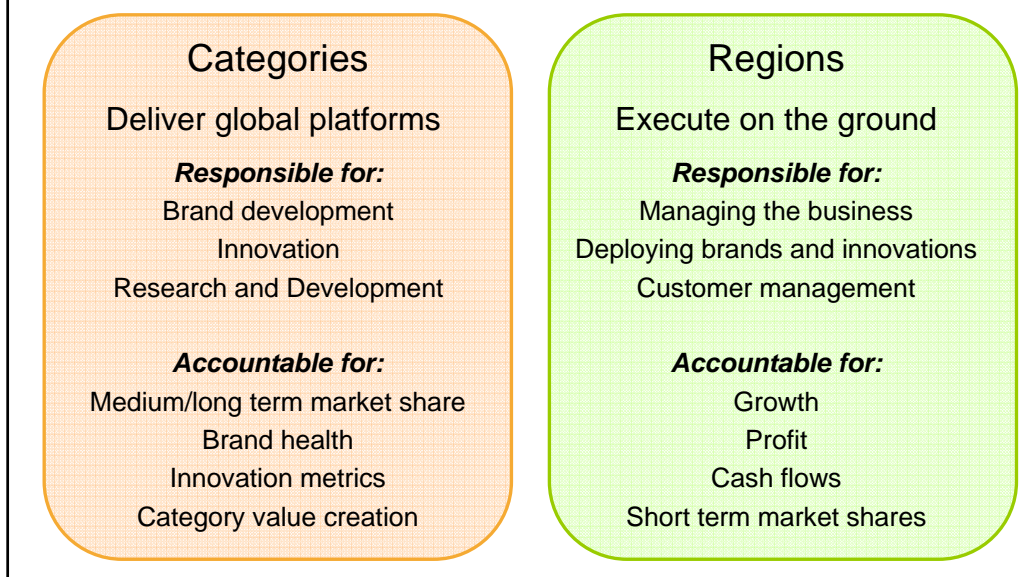 Categories
Deliver global platforms
Responsible for:
Brand development
Innovation
Research and Development
Accountable for:
Medium/long term market share
Brand health
Innovation metrics
Category value creation
Regions
Execute on the ground
Responsible for:
Managing the business
Deploying brands and innovations
Customer management
Accountable for:
Growth
Profit
Cash flows
Short term market shares